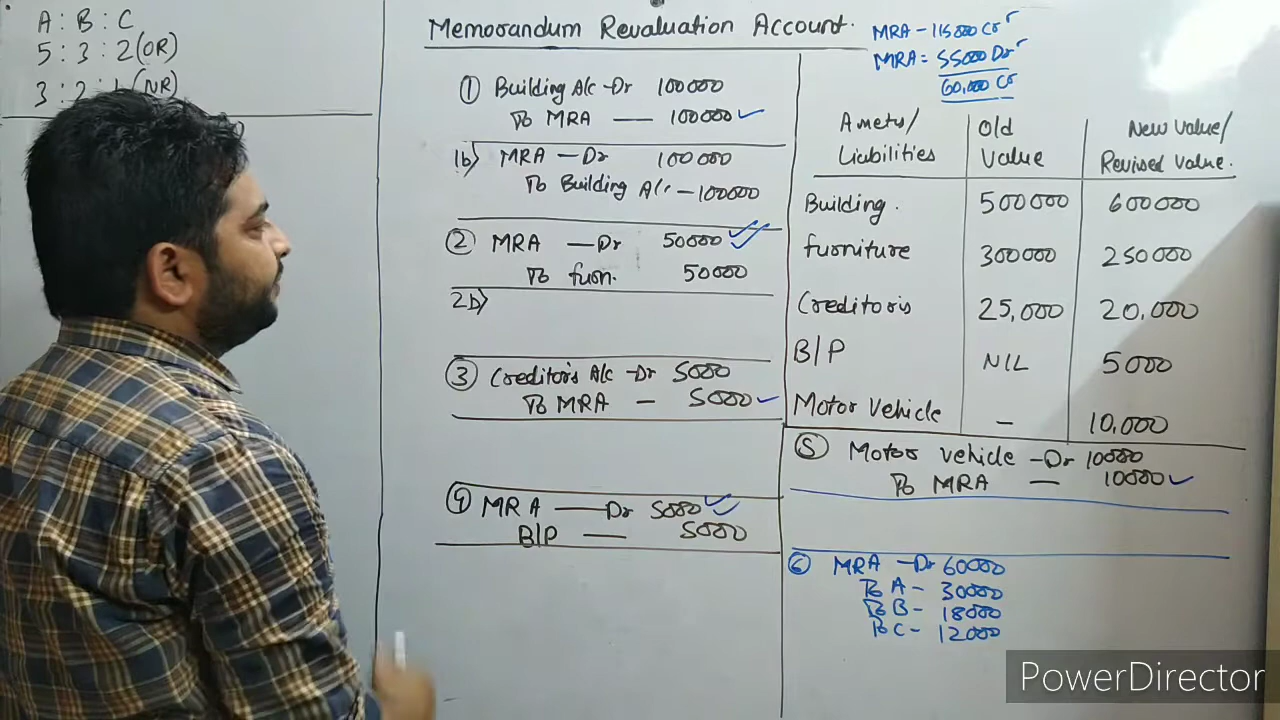 A : B : C
5 : 3 : 2 (OR)
3 : 2 : 1 (NR)
Memorandum Revaluation Account.
① Building A/c -Dr 100000
To MRA — 100000
1b) MRA — Dr 100000
To Building A/c - 100000
② MRA — Dr 50000
To furn. 50000
2b)
③ Creditors A/c - Dr 5000
To MRA - 5000
④ MRA — Dr 5000
B/P — 5000
MRA - 115000 Cr
MRA = 55000 Dr
60,000 Cr
Assets/ Old New Value/
Liabilities Value Revised Value.
Building. 500000 600000
furniture 300000 250000
Creditors 25,000 20,000
B/P NIL 5000
Motor Vehicle - 10,000
⑤ Motor vehicle - Dr 10000
To MRA — 10000
⑥ MRA - Dr 60000
To A - 30000
To B - 18000
To C - 12000
PowerDirector